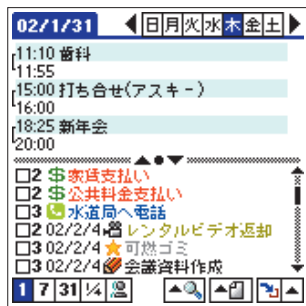 02/1/31 日 月 火 水 木 金 土
11:10 歯科
11:55
15:00 打ち合せ(アスキー)
16:00
18:25 新年会
20:00
2 家賃支払い
2 公共料金支払い
3 水道局へ電話
2 02/2/4 レンタルビデオ返却
3 02/2/4 可燃ゴミ
3 02/2/4 会議資料作成
1 7 31 1/4